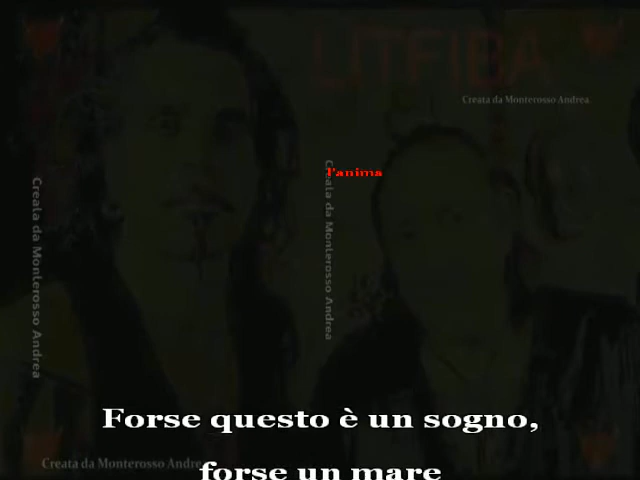 LITFIBA
Creata da Monterosso Andrea
l'anima
Creata da Monterosso Andrea
Creata da Monterosso Andrea
Forse questo è un sogno,
Creata da Monterosso Andre
forse un mare